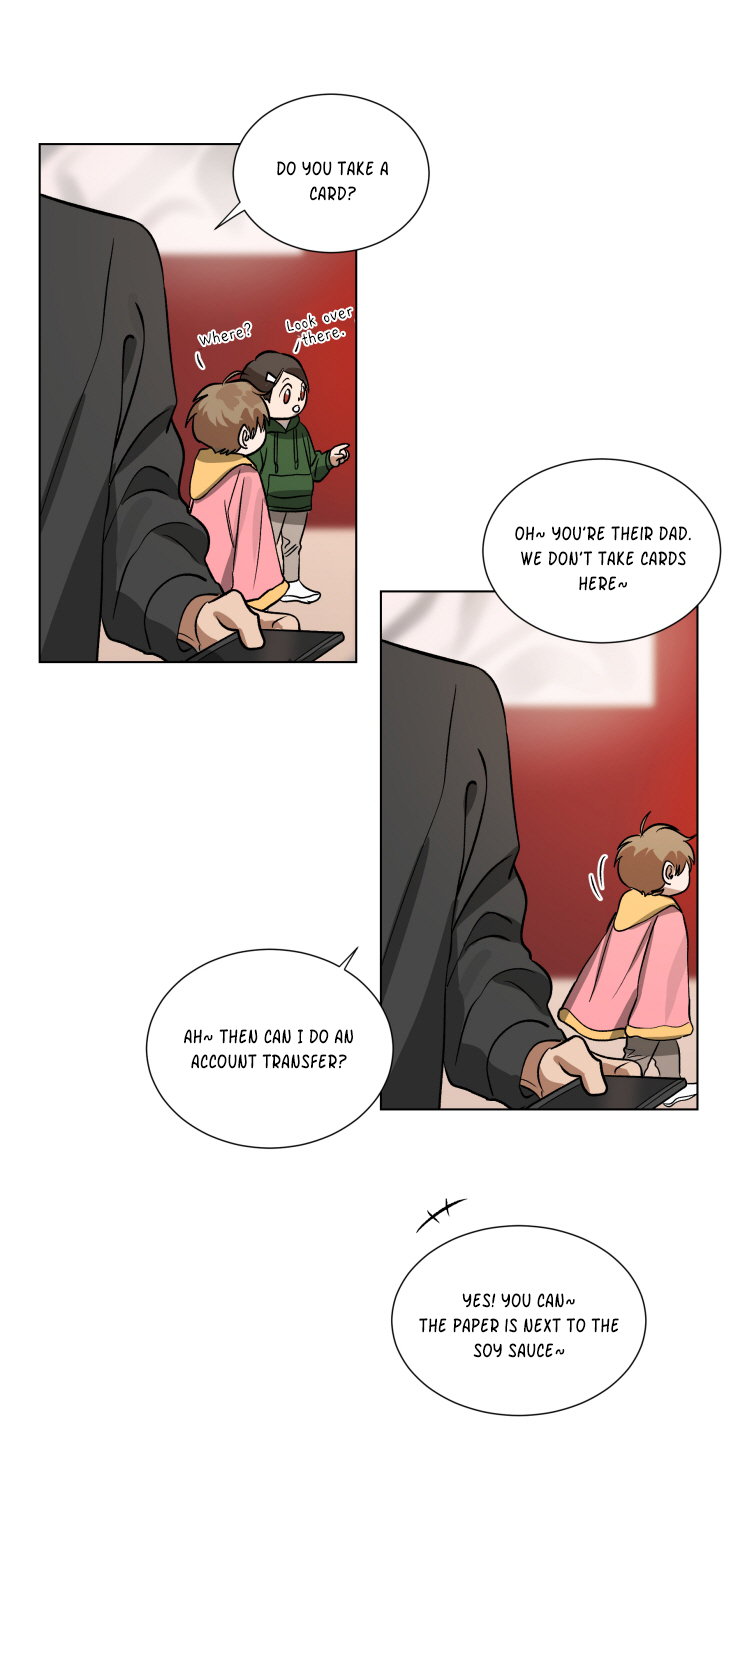 DO YOU TAKE A
CARD?
Where?
Look over
there.
OH~ YOU'RE THEIR DAD.
WE DON'T TAKE CARDS
HERE~
AH~ THEN CAN I DO AN
ACCOUNT TRANSFER?
YES! YOU CAN~
THE PAPER IS NEXT TO THE
SOY SAUCE~